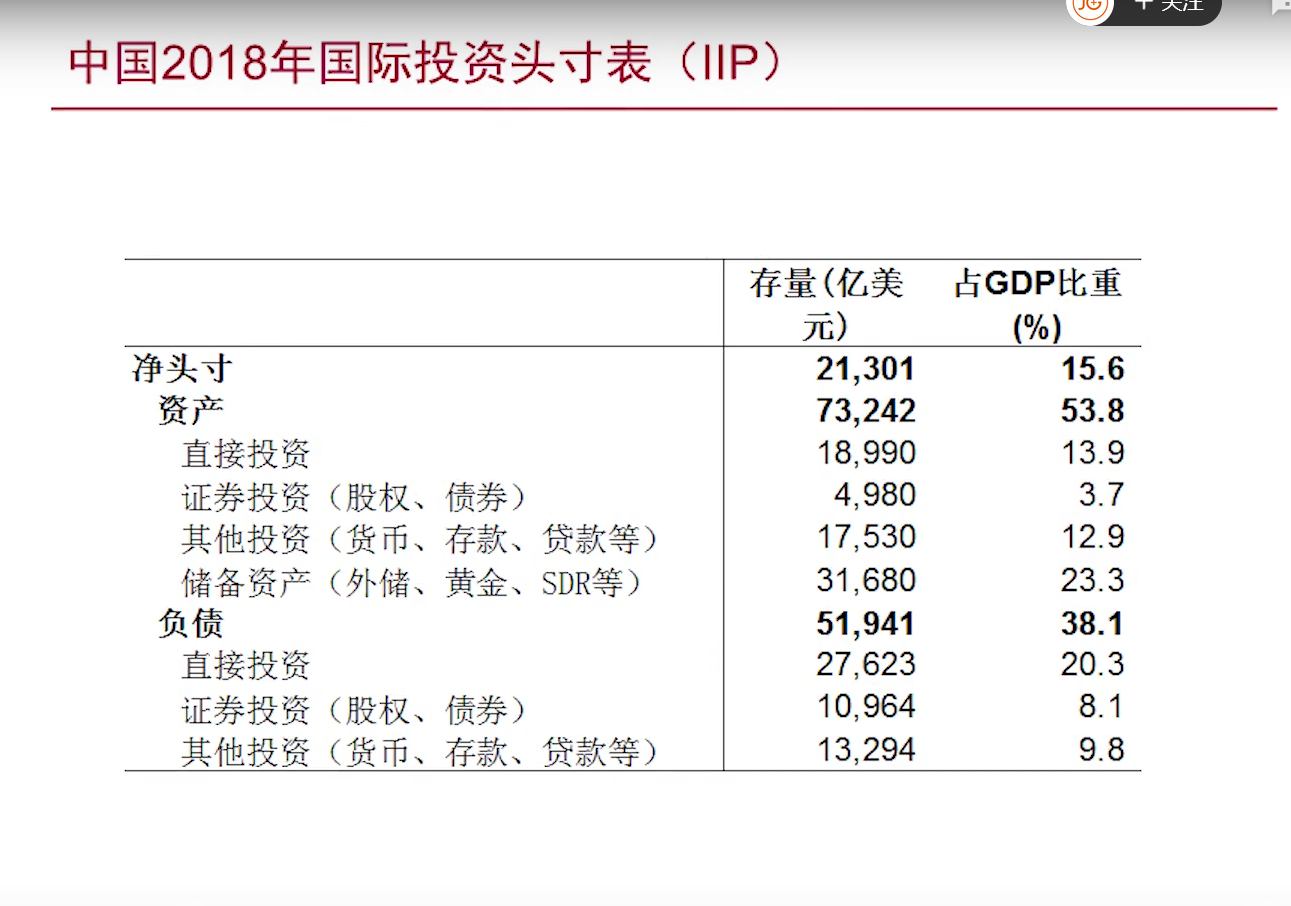 + 关注
中国2018年国际投资头寸表（IIP）
存量(亿美元) 占GDP比重(%)
净头寸 21,301 15.6
资产 73,242 53.8
直接投资 18,990 13.9
证券投资（股权、债券） 4,980 3.7
其他投资（货币、存款、贷款等） 17,530 12.9
储备资产（外储、黄金、SDR等） 31,680 23.3
负债 51,941 38.1
直接投资 27,623 20.3
证券投资（股权、债券） 10,964 8.1
其他投资（货币、存款、贷款等） 13,294 9.8